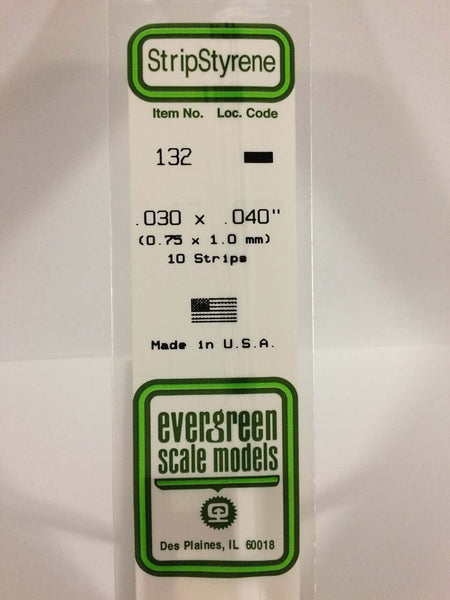 StripStyrene
Item No. Loc. Code
132
.030 x .040"
(0.75 x 1.0 mm)
10 Strips
Made in U.S.A.
evergreen
scale models
Des Plaines, IL 60018